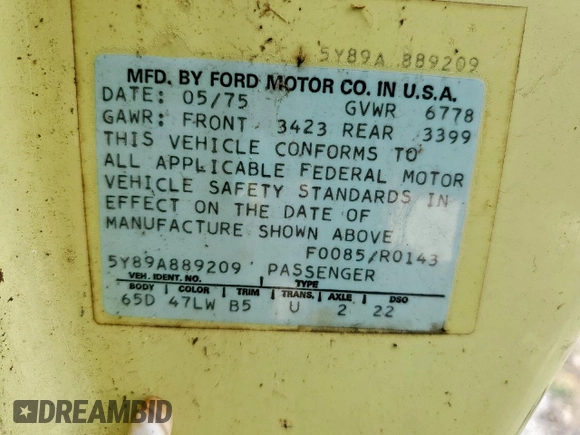 5Y89A 889209
MFD. BY FORD MOTOR CO. IN U.S.A.
DATE: 05/75 GVWR 6778
GAWR: FRONT 3423 REAR 3399
THIS VEHICLE CONFORMS TO
ALL APPLICABLE FEDERAL MOTOR
VEHICLE SAFETY STANDARDS IN
EFFECT ON THE DATE OF
MANUFACTURE SHOWN ABOVE
F0085/R0143
5Y89A889209 PASSENGER
VEH. IDENT. NO. TYPE
BODY COLOR TRIM TRANS. AXLE DSO
65D 47LW B5 U 2 22
DREAMBID